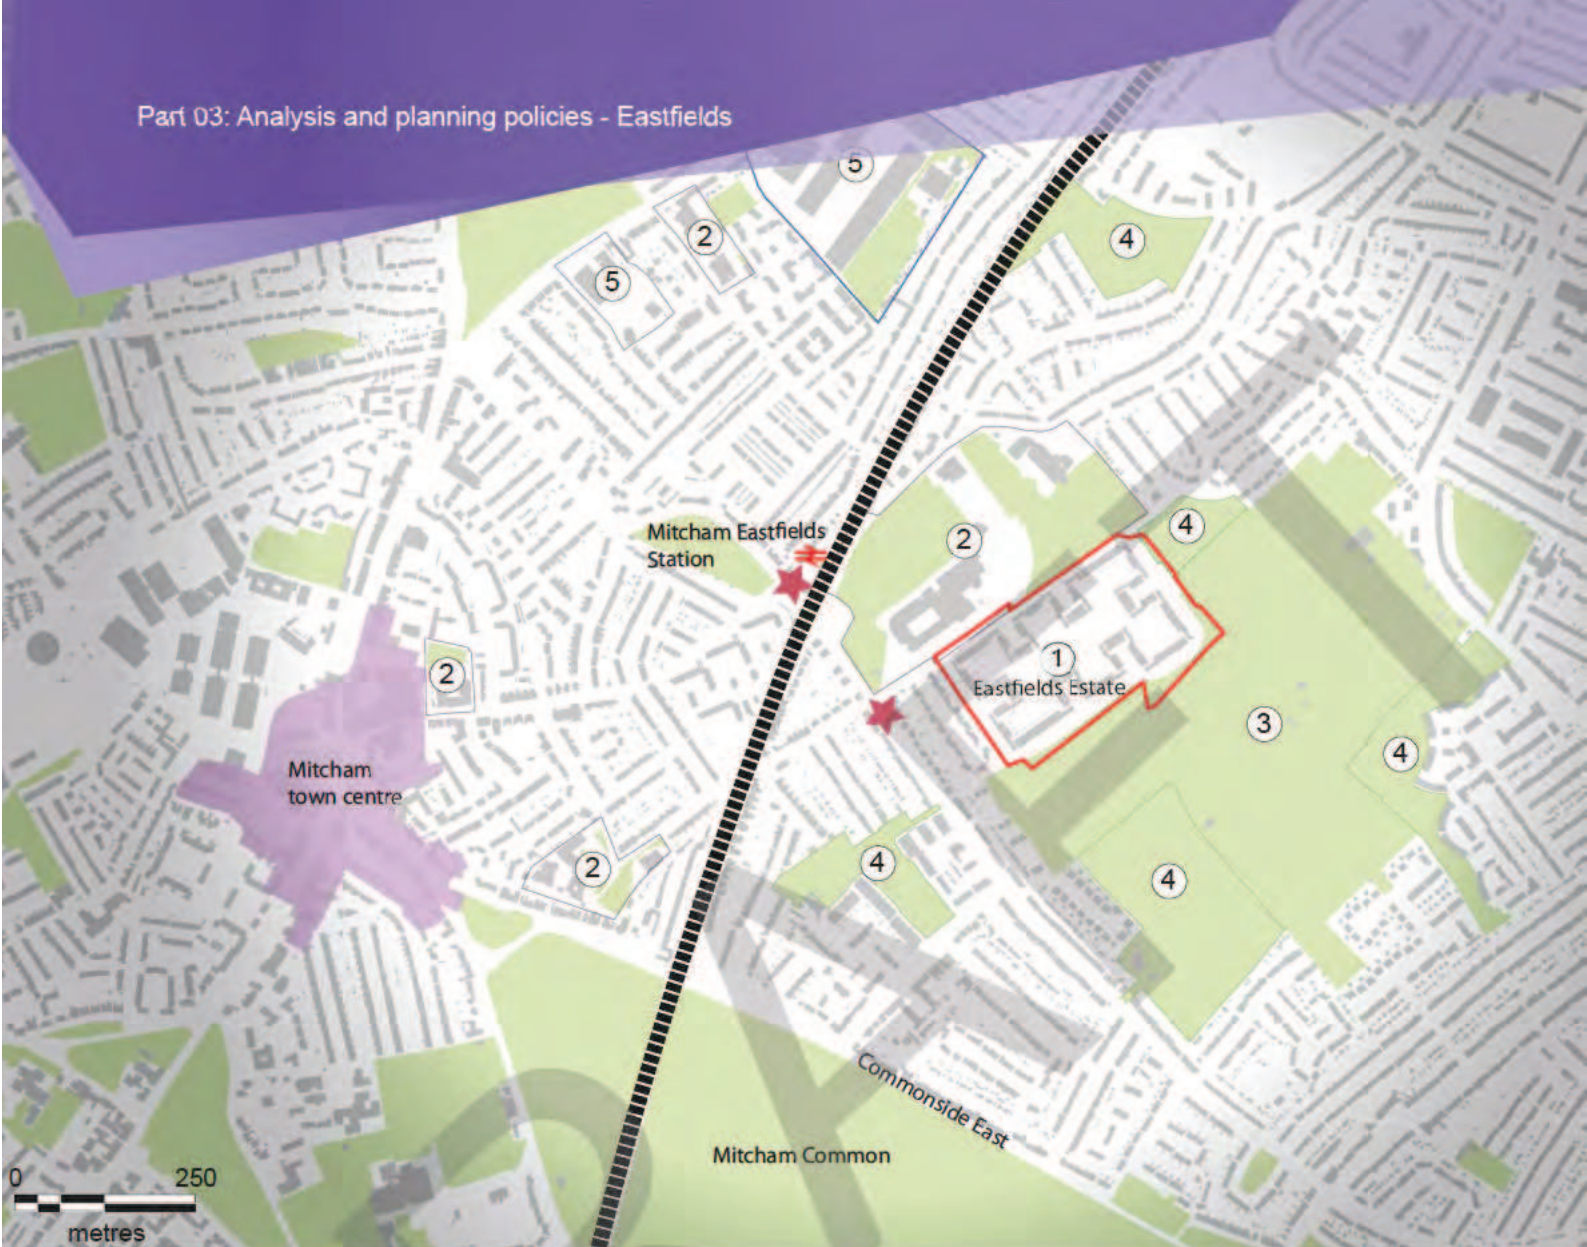 Part 03: Analysis and planning policies - Eastfields
5
2
4
5
Mitcham Eastfields
Station
2
4
1
Eastfields Estate
2
3
4
Mitcham
town centre
2
4
4
Commonside East
Mitcham Common
0 250
metres